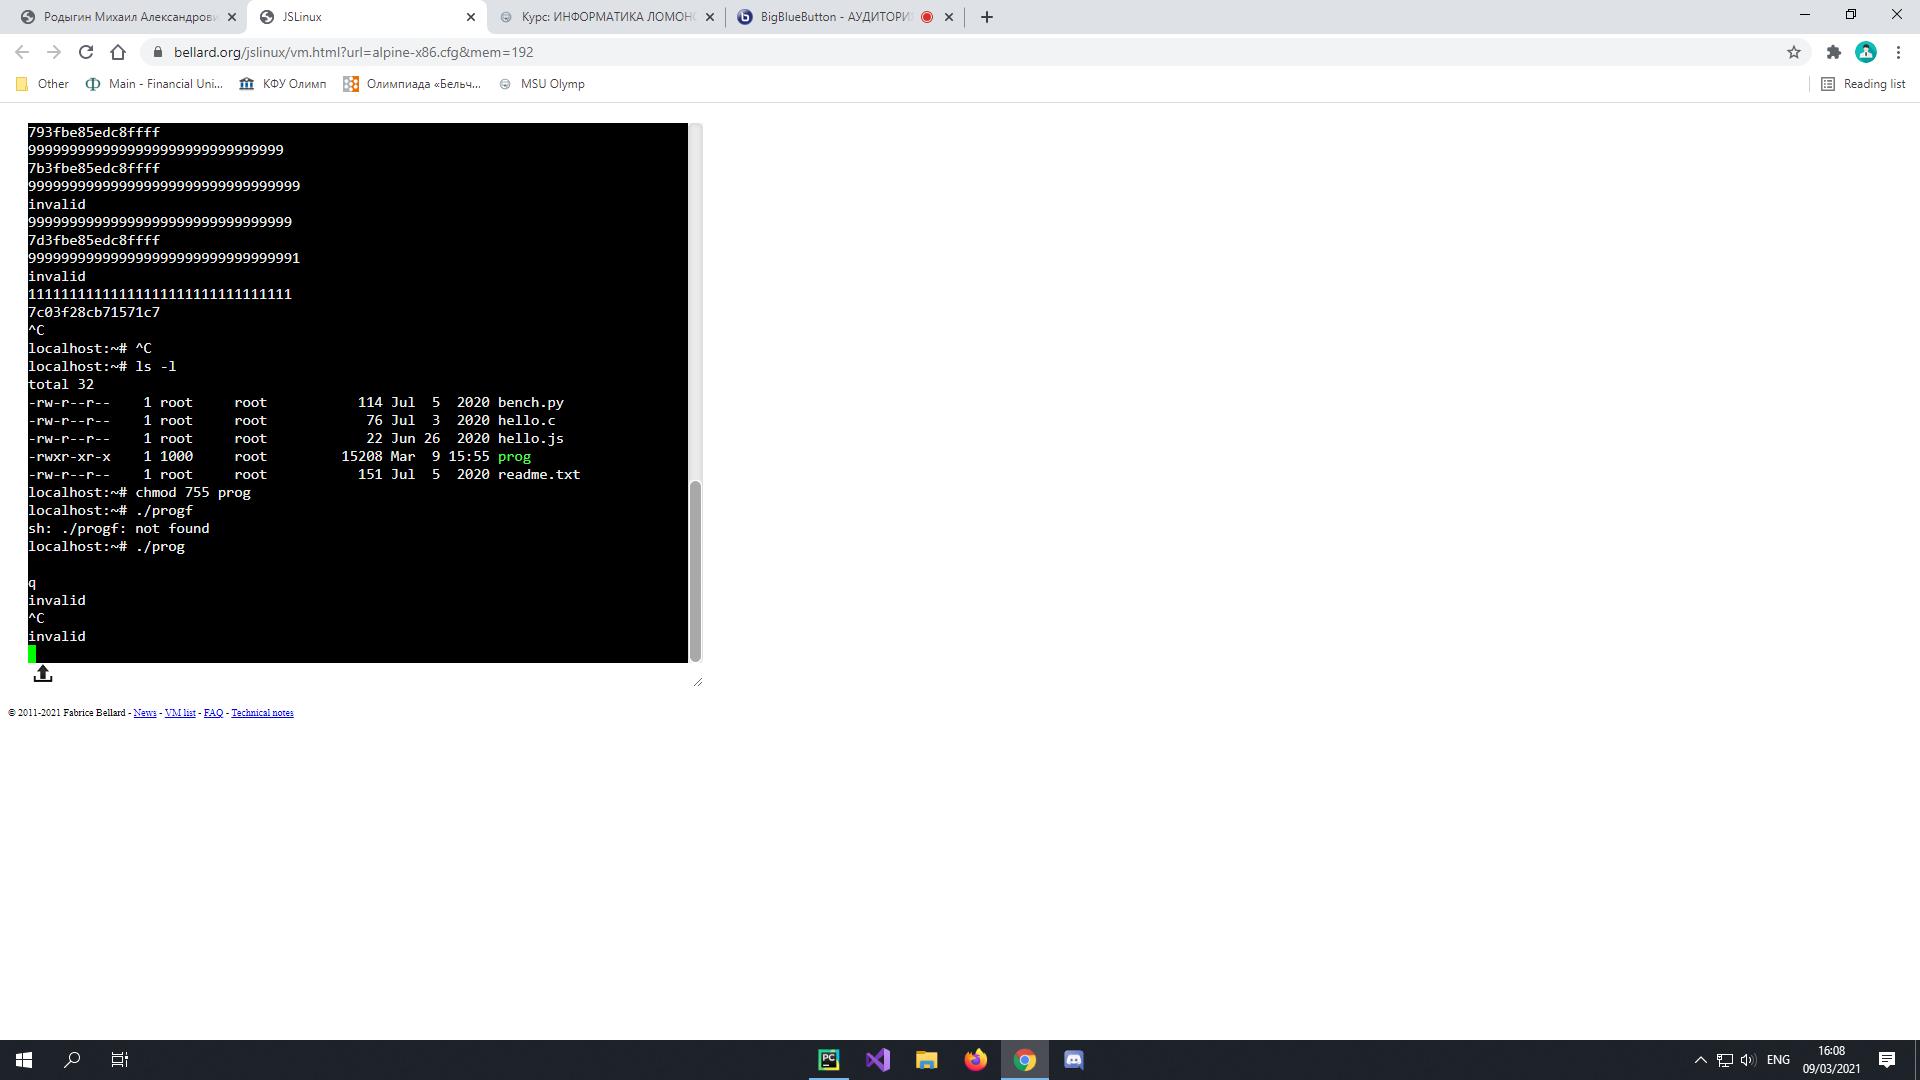 Родыгин Михаил Александрови
JSLinux
Курс: ИНФОРМАТИКА ЛОМОНО
BigBlueButton - АУДИТОРИЯ
bellard.org/jslinux/vm.html?url=alpine-x86.cfg&mem=192
Other
Main - Financial Uni...
КФУ Олимп
Олимпиада «Бельч...
MSU Olymp
Reading list
793fbe85edc8ffff
9999999999999999999999999999999
7b3fbe85edc8ffff
999999999999999999999999999999999
invalid
99999999999999999999999999999999
7d3fbe85edc8ffff
999999999999999999999999999999991
invalid
11111111111111111111111111111111
7c03f28cb71571c7
^C
localhost:~# ^C
localhost:~# ls -l
total 32
-rw-r--r-- 1 root root 114 Jul 5 2020 bench.py
-rw-r--r-- 1 root root 76 Jul 3 2020 hello.c
-rw-r--r-- 1 root root 22 Jun 26 2020 hello.js
-rwxr-xr-x 1 1000 root 15208 Mar 9 15:55 prog
-rw-r--r-- 1 root root 151 Jul 5 2020 readme.txt
localhost:~# chmod 755 prog
localhost:~# ./progf
sh: ./progf: not found
localhost:~# ./prog
q
invalid
^C
invalid
© 2011-2021 Fabrice Bellard - News - VM list - FAQ - Technical notes
PC
ENG
16:08
09/03/2021